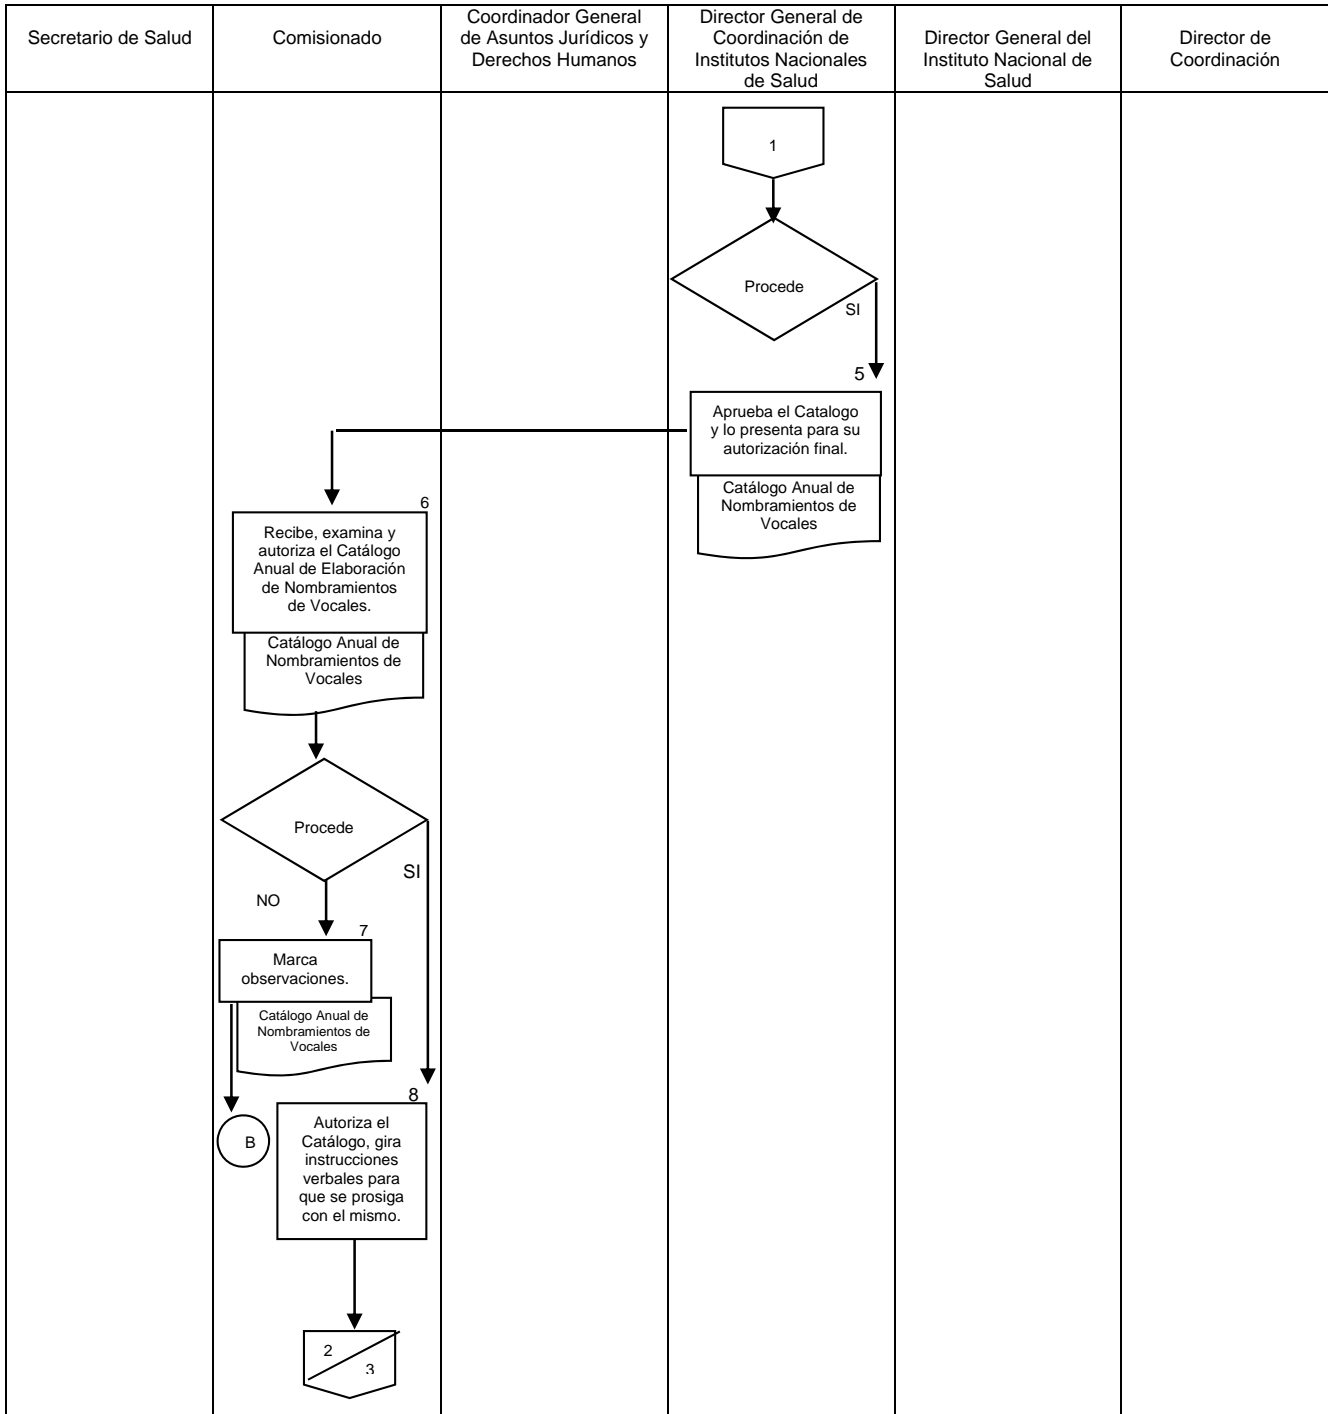 Secretario de Salud
Comisionado
Coordinador General
de Asuntos Jurídicos y
Derechos Humanos
Director General de
Coordinación de
Institutos Nacionales
de Salud
Director General del
Instituto Nacional de
Salud
Director de
Coordinación
1
Procede
SI
5
Aprueba el Catalogo
y lo presenta para su
autorización final.
Catálogo Anual de
Nombramientos de
Vocales
6
Recibe, examina y
autoriza el Catálogo
Anual de Elaboración
de Nombramientos
de Vocales.
Catálogo Anual de
Nombramientos de
Vocales
Procede
SI
NO
7
Marca
observaciones.
Catálogo Anual de
Nombramientos de
Vocales
B
8
Autoriza el
Catálogo, gira
instrucciones
verbales para
que se prosiga
con el mismo.
2
3